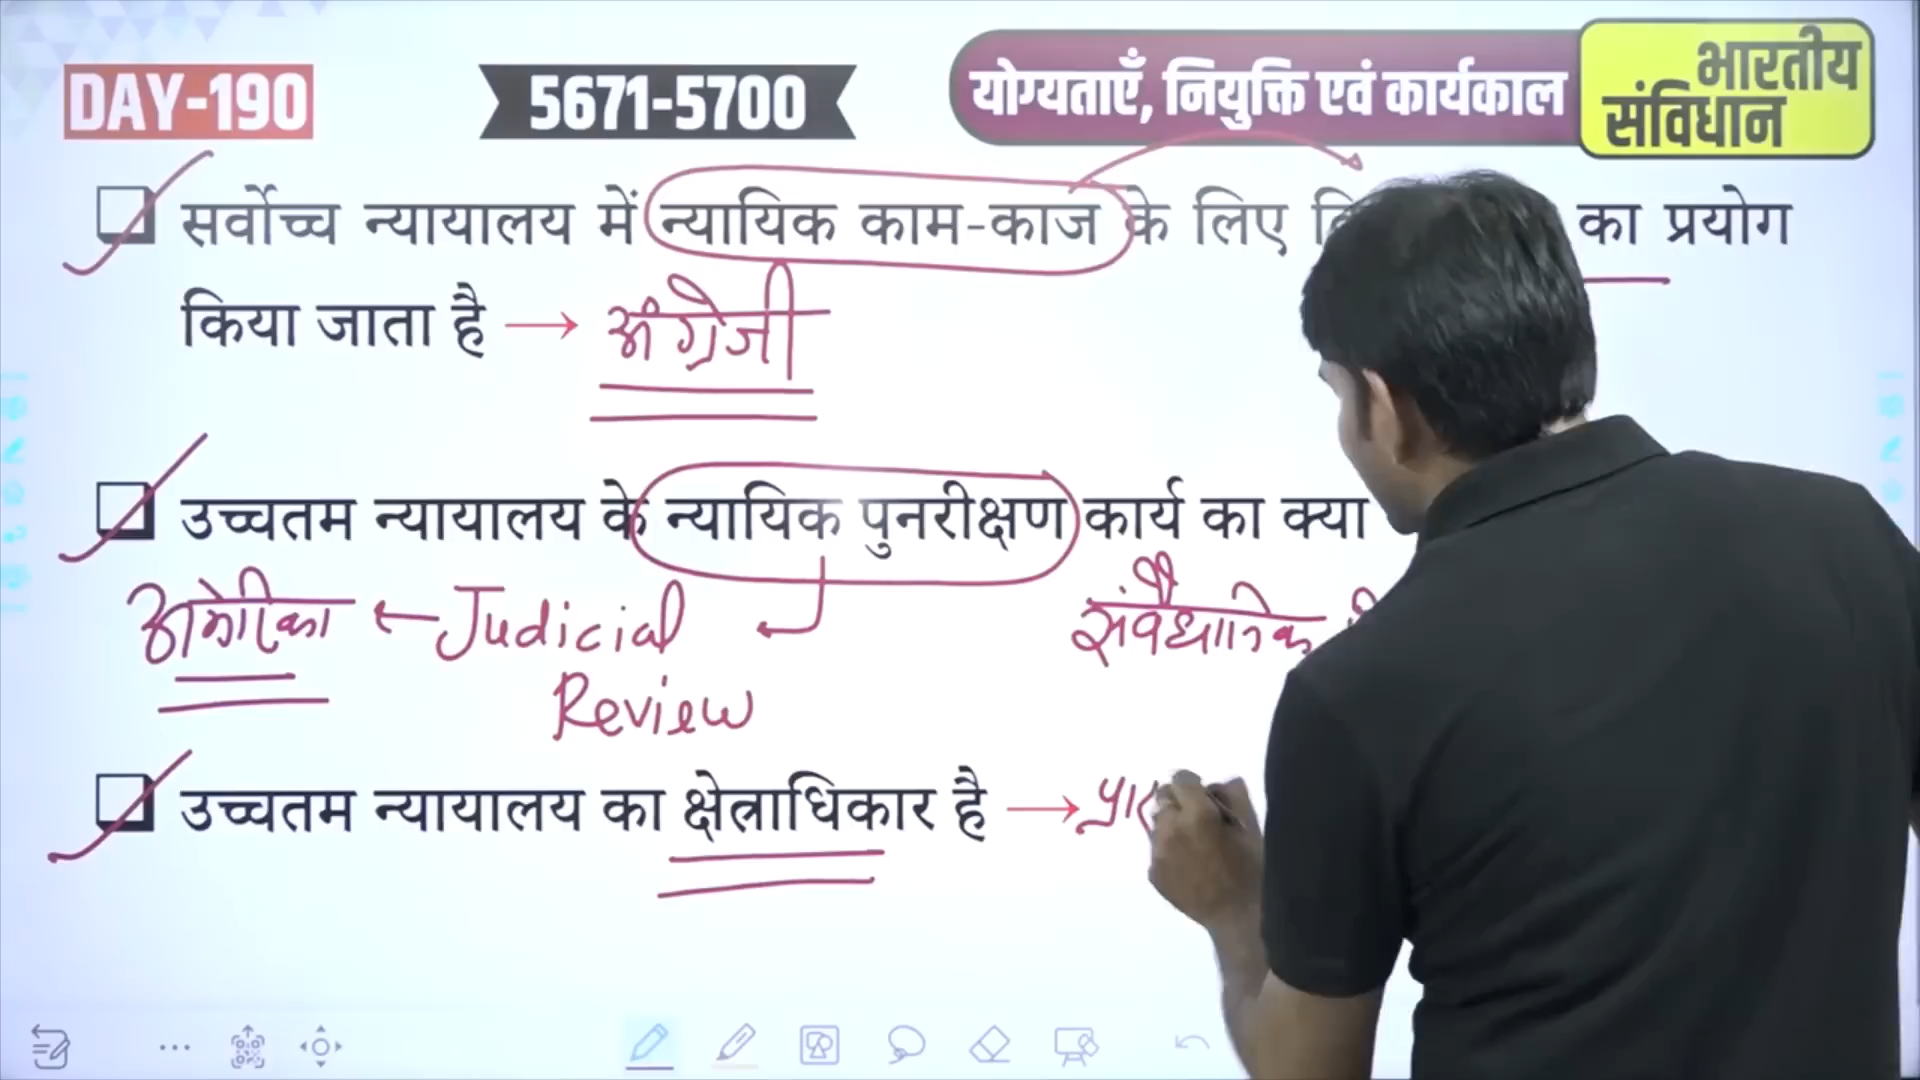 DAY-190
5671-5700
योग्यताएँ, नियुक्ति एवं कार्यकाल
भारतीय
संविधान
सर्वोच्च न्यायालय में न्यायिक काम-काज के लिए का प्रयोग
किया जाता है → अंग्रेजी
उच्चतम न्यायालय के न्यायिक पुनरीक्षण कार्य का क्या
अमेरिका ← Judicial
संवैधानिक
Review
उच्चतम न्यायालय का क्षेत्राधिकार है →